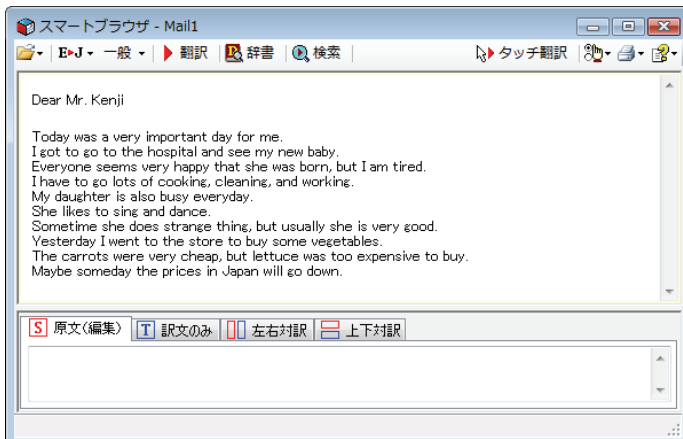 スマートブラウザ - Mail1
E▸J 一般 翻訳 辞書 検索 タッチ翻訳
Dear Mr. Kenji
Today was a very important day for me.
I got to go to the hospital and see my new baby.
Everyone seems very happy that she was born, but I am tired.
I have to go lots of cooking, cleaning, and working.
My daughter is also busy everyday.
She likes to sing and dance.
Sometime she does strange thing, but usually she is very good.
Yesterday I went to the store to buy some vegetables.
The carrots were very cheap, but lettuce was too expensive to buy.
Maybe someday the prices in Japan will go down.
S 原文(編集) T 訳文のみ 左右対訳 上下対訳